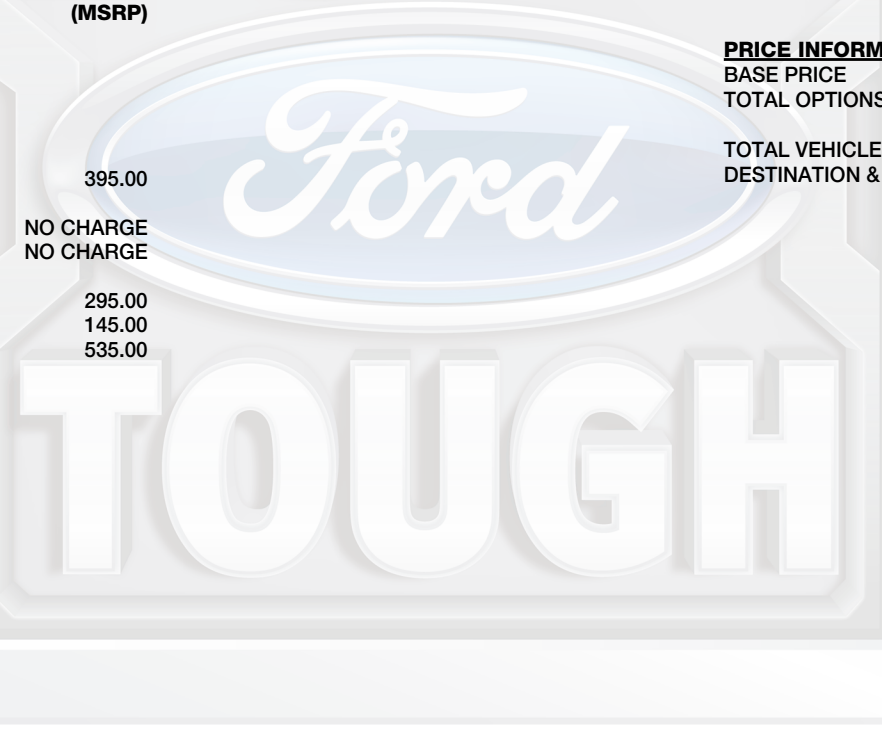 (MSRP)
395.00
NO CHARGE
NO CHARGE
295.00
145.00
535.00
PRICE INFORM
BASE PRICE
TOTAL OPTIONS
TOTAL VEHICLE
DESTINATION &
Ford
TOUGH